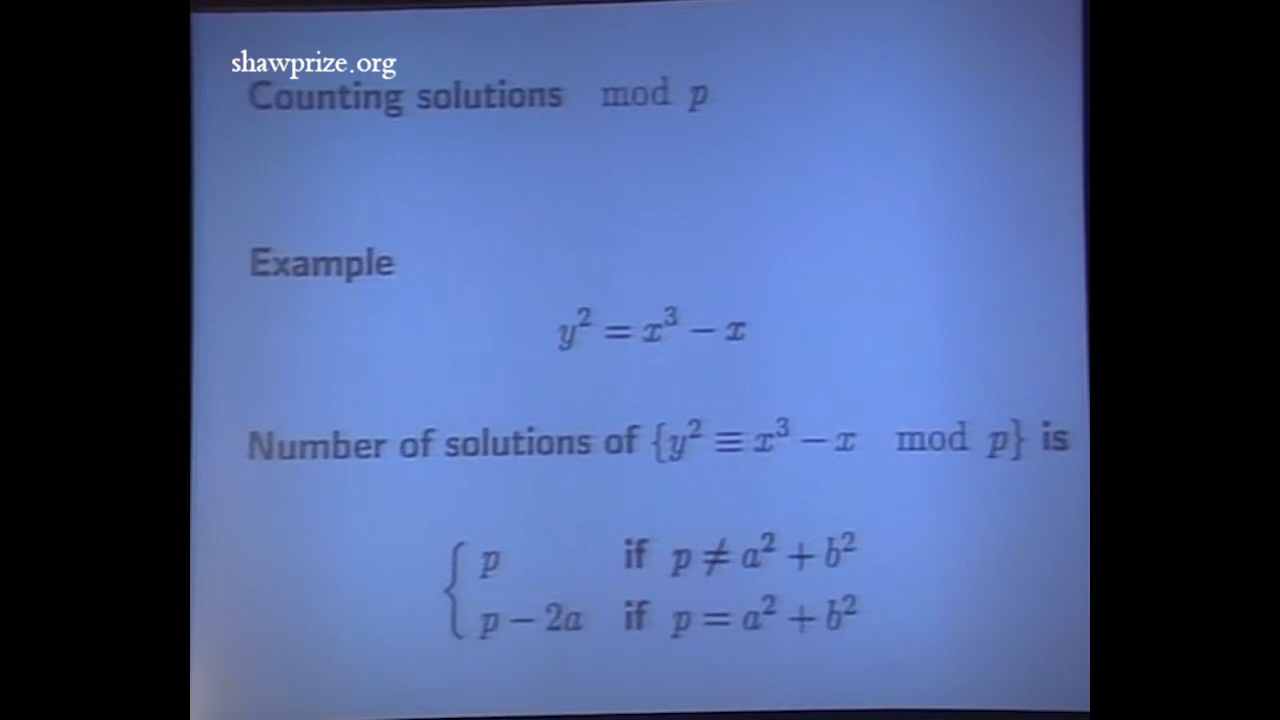 shawprize.org
Counting solutions mod p
Example
y² = x³ − x
Number of solutions of {y² ≡ x³ − x mod p} is
{ p if p ≠ a² + b²
p − 2a if p = a² + b²